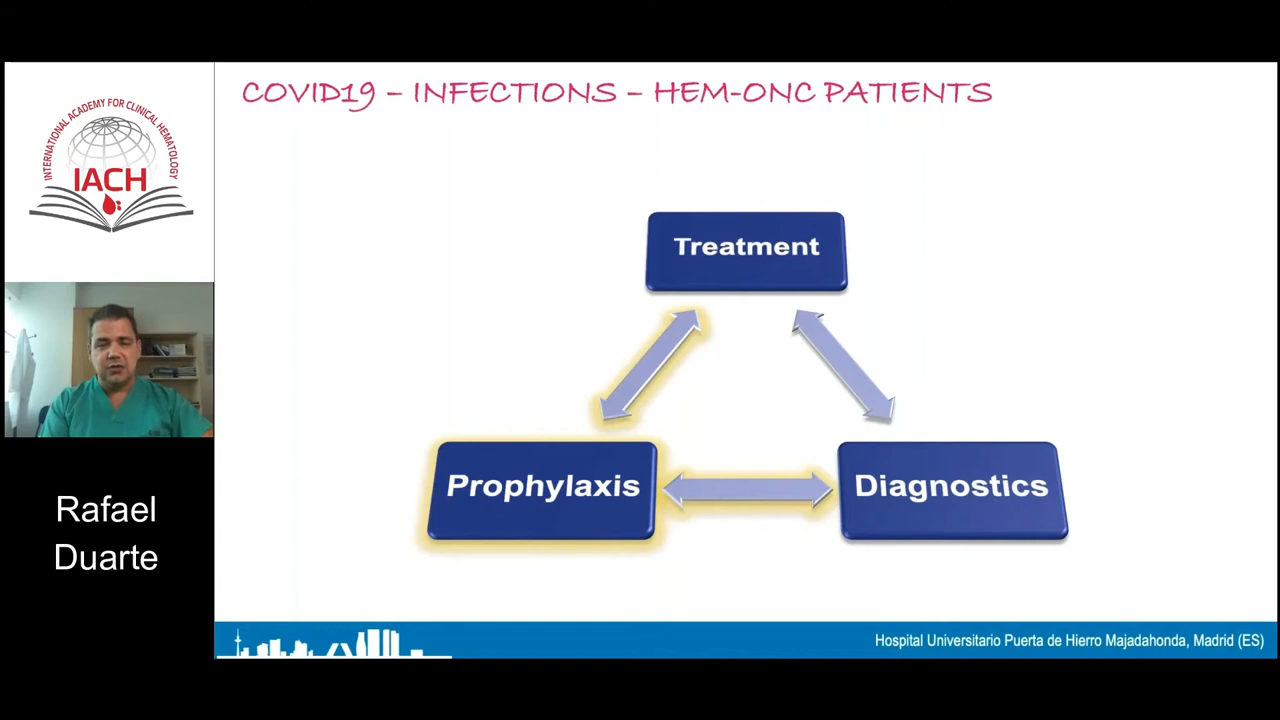 COVID19 – INFECTIONS – HEM-ONC PATIENTS
INTERNATIONAL ACADEMY FOR CLINICAL HEMATOLOGY
IACH
Treatment
Prophylaxis
Diagnostics
Rafael
Duarte
Hospital Universitario Puerta de Hierro Majadahonda, Madrid (ES)